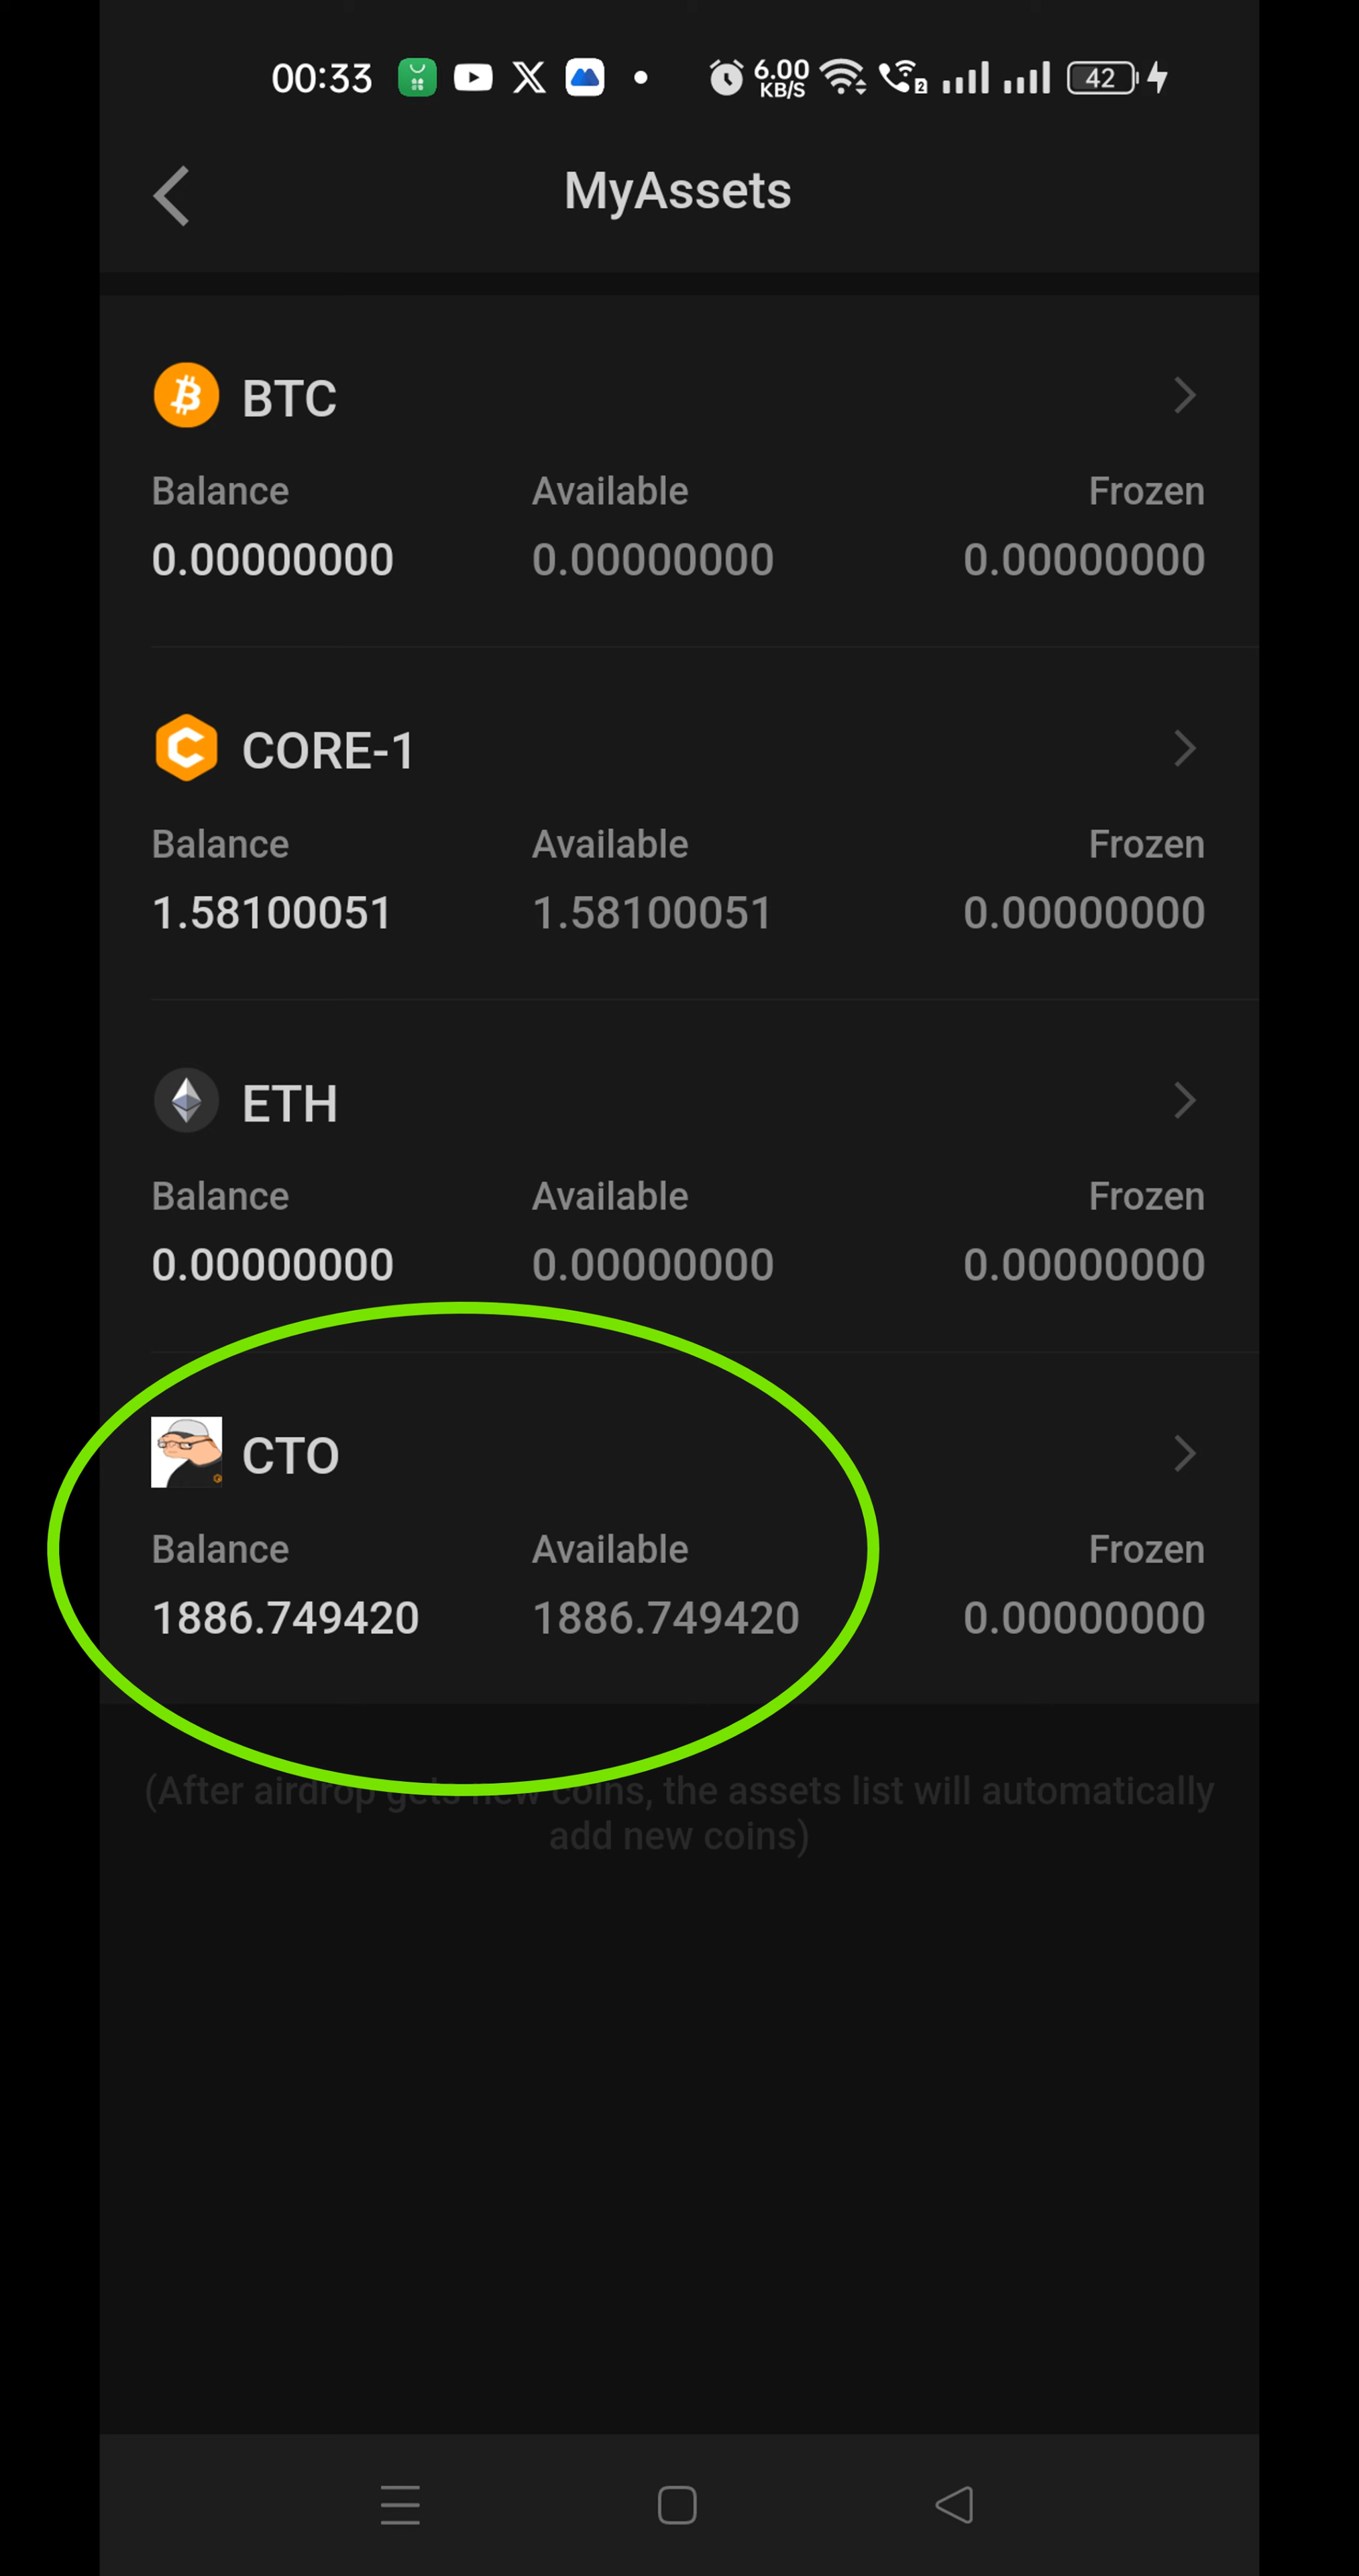 00:33 6.00 KB/S 2 42
MyAssets
BTC
Balance Available Frozen
0.00000000 0.00000000 0.00000000
CORE-1
Balance Available Frozen
1.58100051 1.58100051 0.00000000
ETH
Balance Available Frozen
0.00000000 0.00000000 0.00000000
CTO
Balance Available Frozen
1886.749420 1886.749420 0.00000000
(After airdrop gets new coins, the assets list will automatically
add new coins)